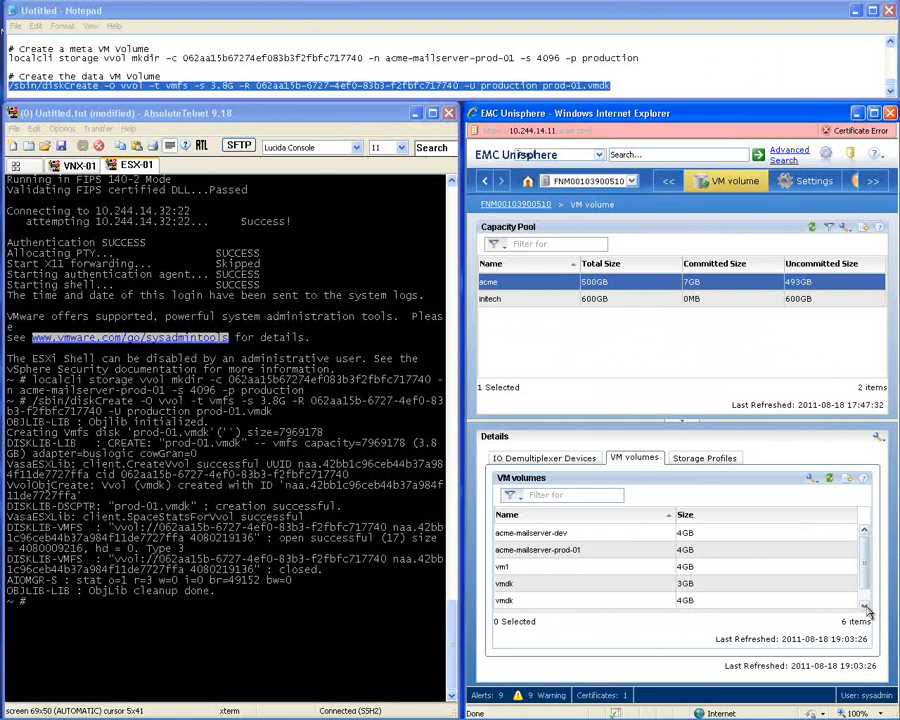 Untitled - Notepad
File Edit Format View Help
# Create a meta VM Volume
localcli storage vvol mkdir -c 062aa15b67274ef083b3f2fbfc717740 -n acme-mailserver-prod-01 -s 4096 -p production
# Create the data VM Volume
/sbin/diskCreate -O vvol -t vmfs -s 3.8G -R 062aa15b-6727-4ef0-83b3-f2fbfc717740 -U production prod-01.vmdk
(O) Untitled.tnt (modified) - AbsoluteTelnet 9.18
File Edit Options Transfer Help
RTL SFTP Lucida Console 11 Search
VNX-01 ESX-01
Running in FIPS 140-2 Mode
Validating FIPS certified DLL...Passed
Connecting to 10.244.14.32:22
attempting 10.244.14.32:22... Success!
Authentication SUCCESS
Allocating PTY... SUCCESS
Start X11 forwarding... Skipped
Starting authentication agent... SUCCESS
Starting shell... SUCCESS
The time and date of this login have been sent to the system logs.
VMware offers supported, powerful system administration tools. Pleas
e
see www.vmware.com/go/sysadmintools for details.
The ESXi Shell can be disabled by an administrative user. See the
vSphere Security documentation for more information.
~ # localcli storage vvol mkdir -c 062aa15b67274ef083b3f2fbfc717740 -
n acme-mailserver-prod-01 -s 4096 -p production
~ # /sbin/diskCreate -O vvol -t vmfs -s 3.8G -R 062aa15b-6727-4ef0-83
b3-f2fbfc717740 -U production prod-01.vmdk
OBJLIB-LIB : Objlib initialized.
Creating Vmfs disk 'prod-01.vmdk'('') size=7969178
DISKLIB-LIB : CREATE: "prod-01.vmdk" -- vmfs capacity=7969178 (3.8
GB) adapter=buslogic cowGran=0
VasaESXLib: client.CreateVvol successful UUID naa.42bb1c96ceb44b37a98
4f1de7727ffa cid 062aa15b-6727-4ef0-83b3-f2fbfc717740
VvolObjCreat: Vvol (vmdk) created with ID 'naa.42bb1c96ceb44b37a984f
11de7727ffa'
DISKLIB-DSCPTR: "prod-01.vmdk" : creation successful.
VasaESXLib: client.SpaceStatsForVvol successful
DISKLIB-VMFS : "vvol://062aa15b-6727-4ef0-83b3-f2fbfc717740 naa.42bb
1c96ceb44b37a984f11de7727ffa 4080219136" : open successful (17) size
= 4080009216, hd = 0. Type 3
DISKLIB-VMFS : "vvol://062aa15b-6727-4ef0-83b3-f2fbfc717740 naa.42bb
1c96ceb44b37a984f11de7727ffa 4080219136" : closed.
AIOMGR-S : stat o=1 r=3 w=0 i=0 br=49152 bw=0
OBJLIB-LIB : ObjLib cleanup done.
~ #
screen 69x50 (AUTOMATIC) cursor 5x41 xterm Connected (SSH2)
EMC Unisphere - Windows Internet Explorer
10.244.14.11 Certificate Error
EMC Unisphere Search... Advanced
Search
FNM00103900510 << VM volume Settings >>
FNM00103900510 > VM volume
Capacity Pool
Filter for
Name Total Size Committed Size Uncommitted Size
acme 500GB 7GB 493GB
initech 600GB 0MB 600GB
1 Selected 2 items
Last Refreshed: 2011-08-18 17:47:32
Details
IO Demultiplexer Devices VM volumes Storage Profiles
VM volumes
Filter for
Name Size
acme-mailserver-dev 4GB
acme-mailserver-prod-01 4GB
vm1 4GB
vmdk 3GB
vmdk 4GB
0 Selected 6 items
Last Refreshed: 2011-08-18 19:03:26
Last Refreshed: 2011-08-18 19:03:26
Alerts: 9 9 Warning Certificates: 1 User: sysadmin
Done Internet 100%